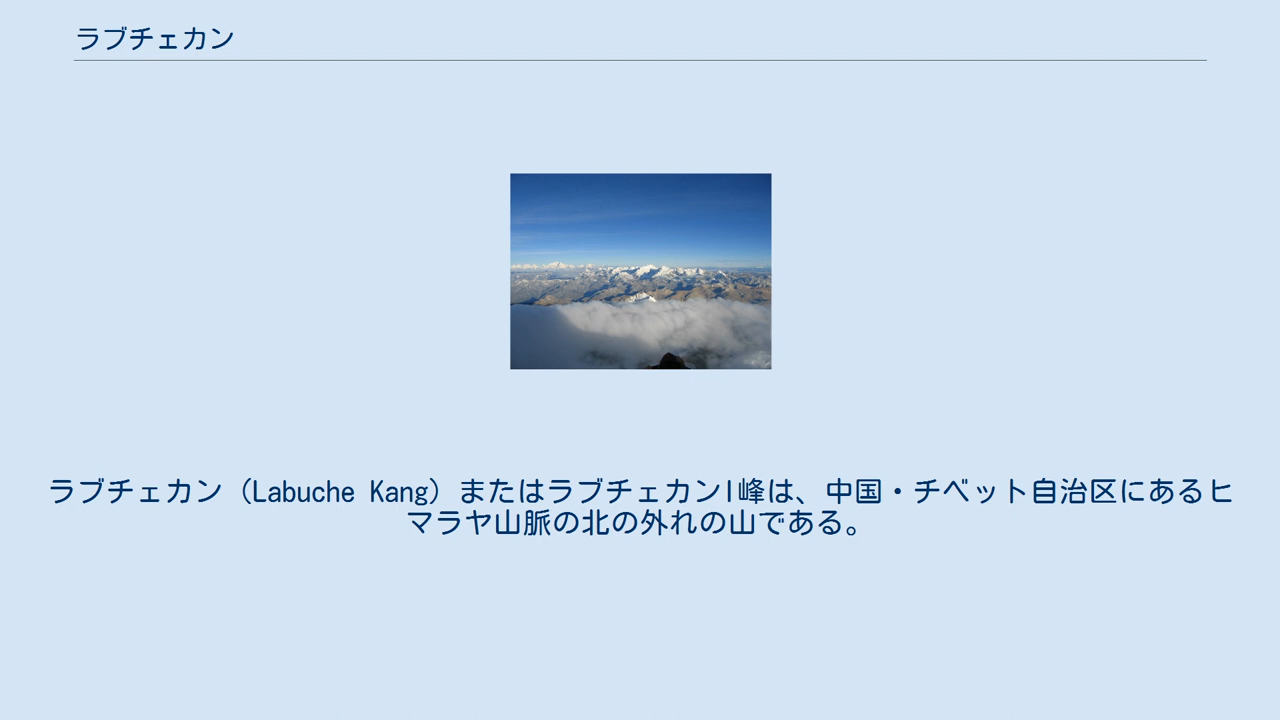 ラブチェカン
ラブチェカン（Labuche Kang）またはラブチェカンI峰は、中国・チベット自治区にあるヒ
マラヤ山脈の北の外れの山である。